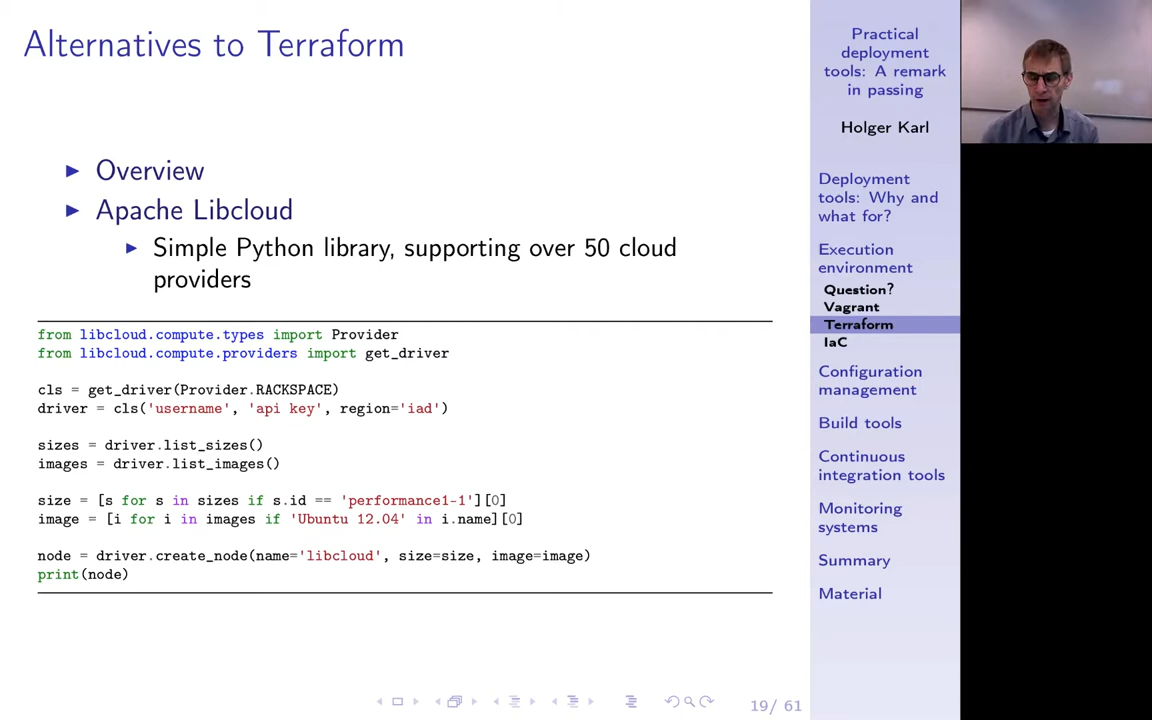 Alternatives to Terraform
Overview
Apache Libcloud
Simple Python library, supporting over 50 cloud
providers
from libcloud.compute.types import Provider
from libcloud.compute.providers import get_driver
cls = get_driver(Provider.RACKSPACE)
driver = cls('username', 'api key', region='iad')
sizes = driver.list_sizes()
images = driver.list_images()
size = [s for s in sizes if s.id == 'performance1-1'][0]
image = [i for i in images if 'Ubuntu 12.04' in i.name][0]
node = driver.create_node(name='libcloud', size=size, image=image)
print(node)
19/ 61
Practical
deployment
tools: A remark
in passing
Holger Karl
Deployment
tools: Why and
what for?
Execution
environment
Question?
Vagrant
Terraform
IaC
Configuration
management
Build tools
Continuous
integration tools
Monitoring
systems
Summary
Material